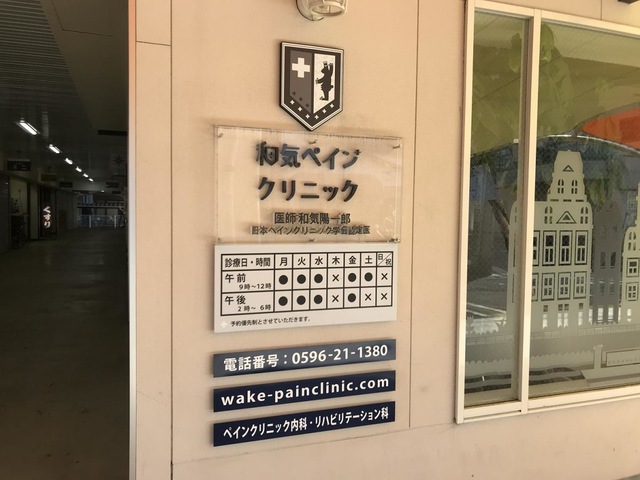 和気ペイン
クリニック
医師 和気陽一郎
日本ペインクリニック学会認定医
診療日・時間 月 火 水 木 金 土 日/祝
午前 9時～12時 ● ● ● × ● ● ×
午後 2時～6時 ● ● ● × ● × ×
予約優先制とさせていただきます。
電話番号：0596-21-1380
wake-painclinic.com
ペインクリニック内科・リハビリテーション科
くすり